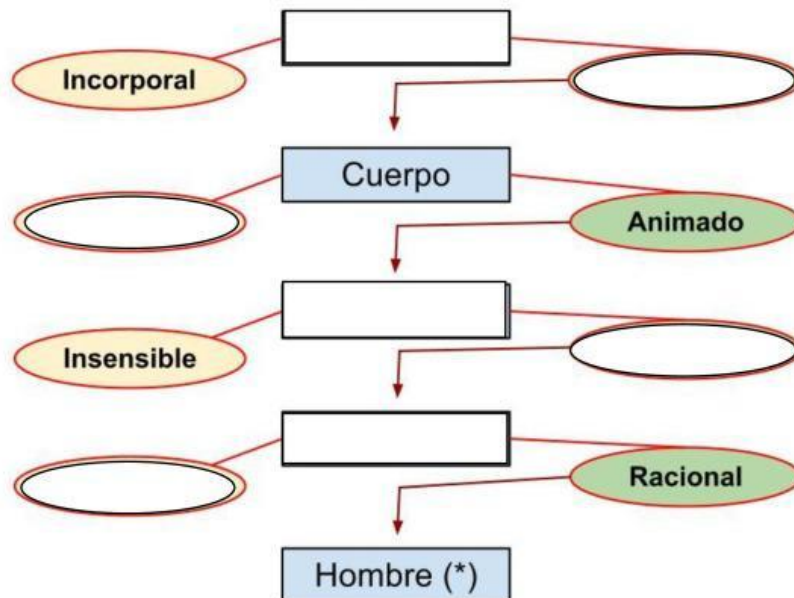 Incorporal
Cuerpo
Animado
Insensible
Racional
Hombre (*)